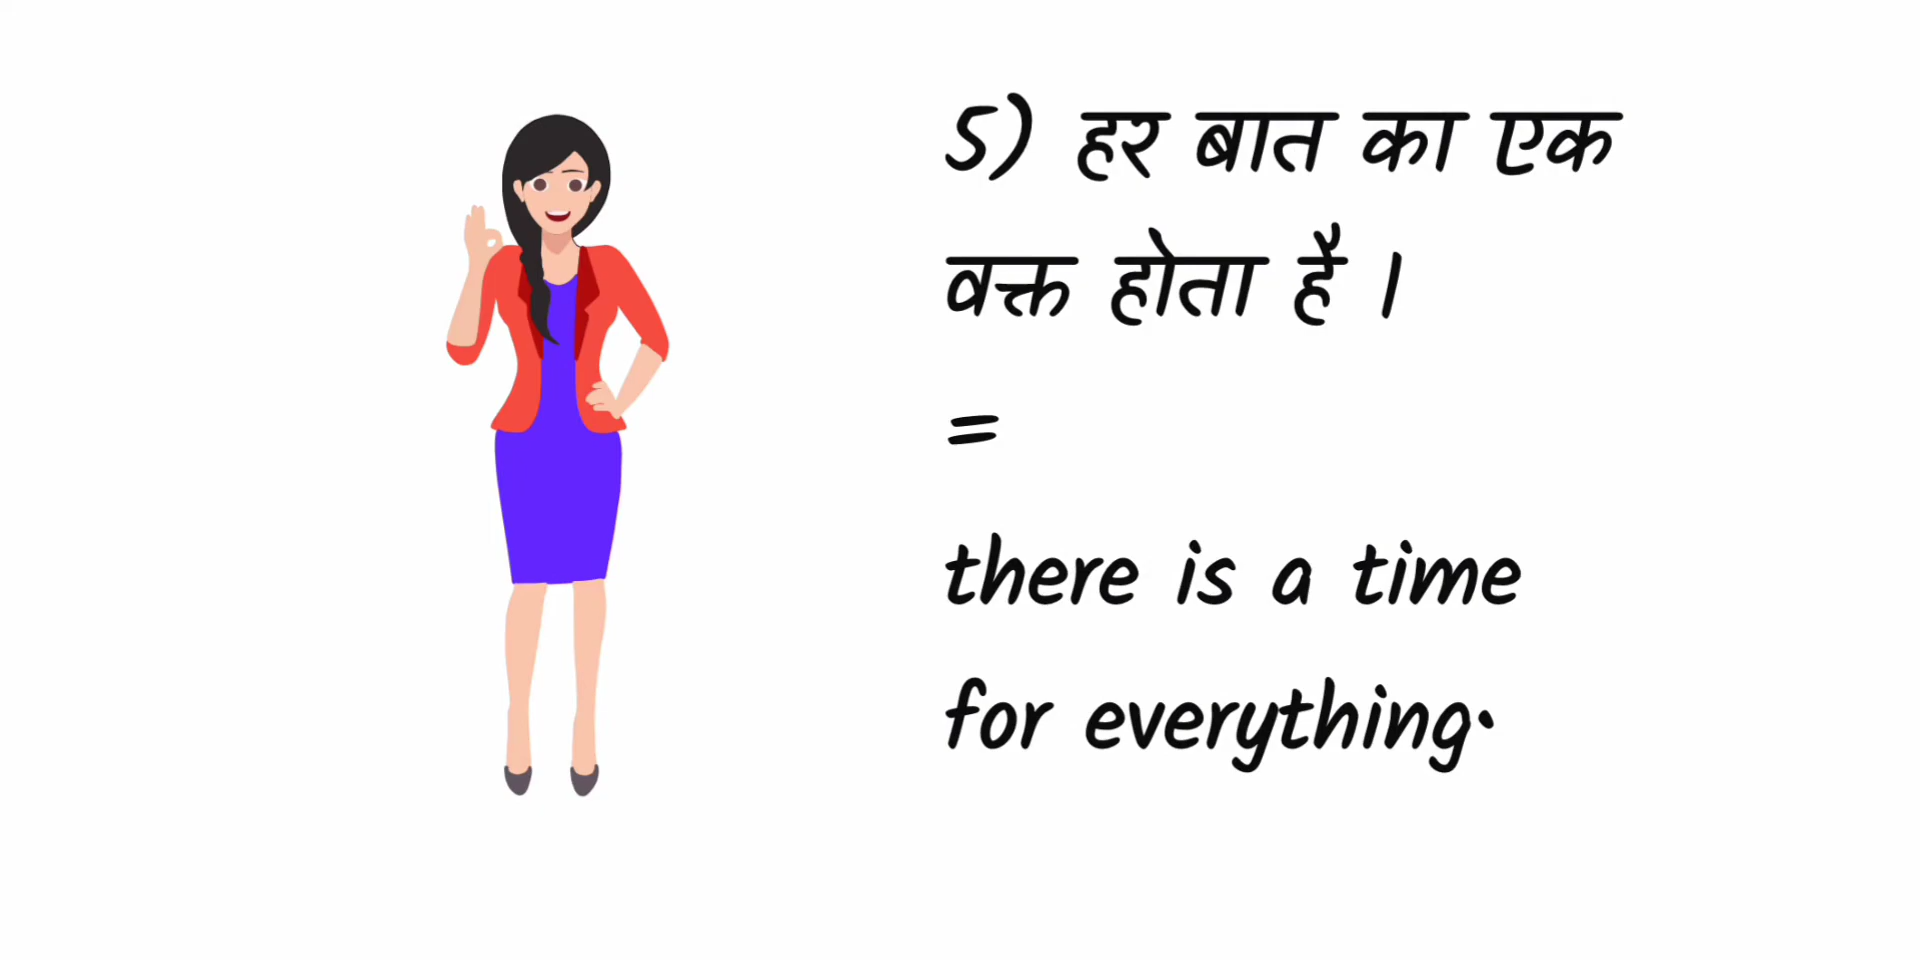 5) हर बात का एक
वक्त होता है ।
=
there is a time
for everything.